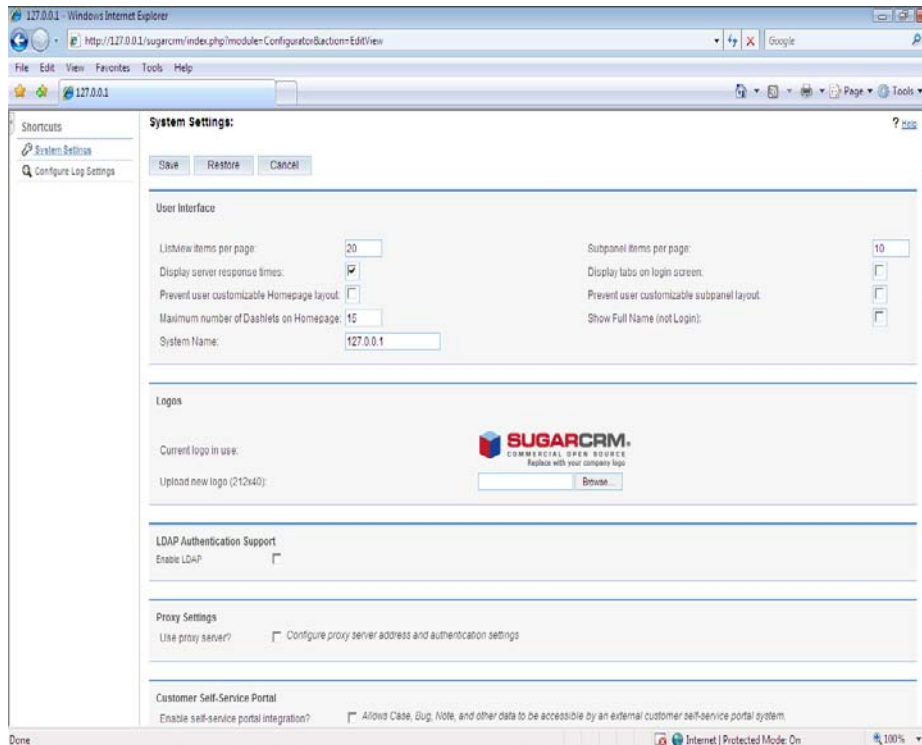 127.0.0.1 - Windows Internet Explorer
http://127.0.0.1/sugarcrm/index.php?module=Configurator&action=EditView
Google
File Edit View Favorites Tools Help
127.0.0.1
Page Tools
Shortcuts
System Settings
Configure Log Settings
System Settings:
? Help
Save Restore Cancel
User Interface
Listview items per page: 20 Subpanel items per page: 10
Display server response times: Display tabs on login screen:
Prevent user customizable Homepage layout: Prevent user customizable subpanel layout:
Maximum number of Dashlets on Homepage: 15 Show Full Name (not Login):
System Name: 127.0.0.1
Logos
Current logo in use:
SUGARCRM.
COMMERCIAL OPEN SOURCE
Replace with your company logo
Upload new logo (212x40): Browse...
LDAP Authentication Support
Enable LDAP
Proxy Settings
Use proxy server? Configure proxy server address and authentication settings
Customer Self-Service Portal
Enable self-service portal integration? Allows Case, Bug, Note, and other data to be accessible by an external customer self-service portal system.
Done Internet | Protected Mode: On 100%